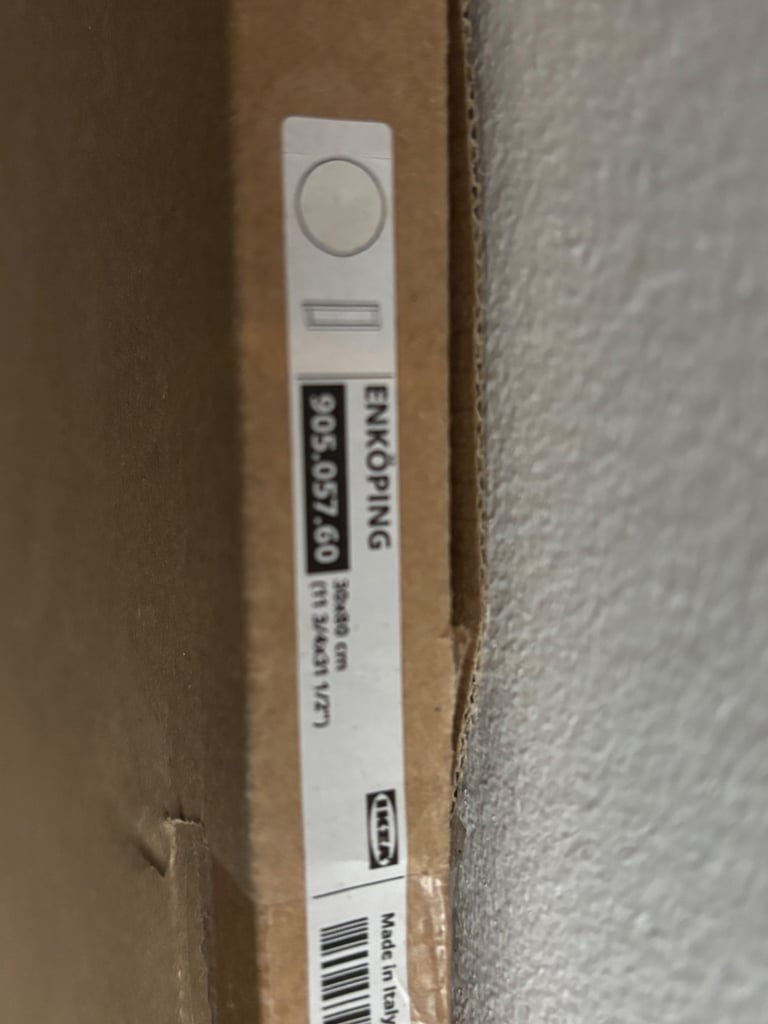 ENKÖPING
905.057.60
30x80 cm
(11 3/4x31 1/2")
IKEA
Made in Italy